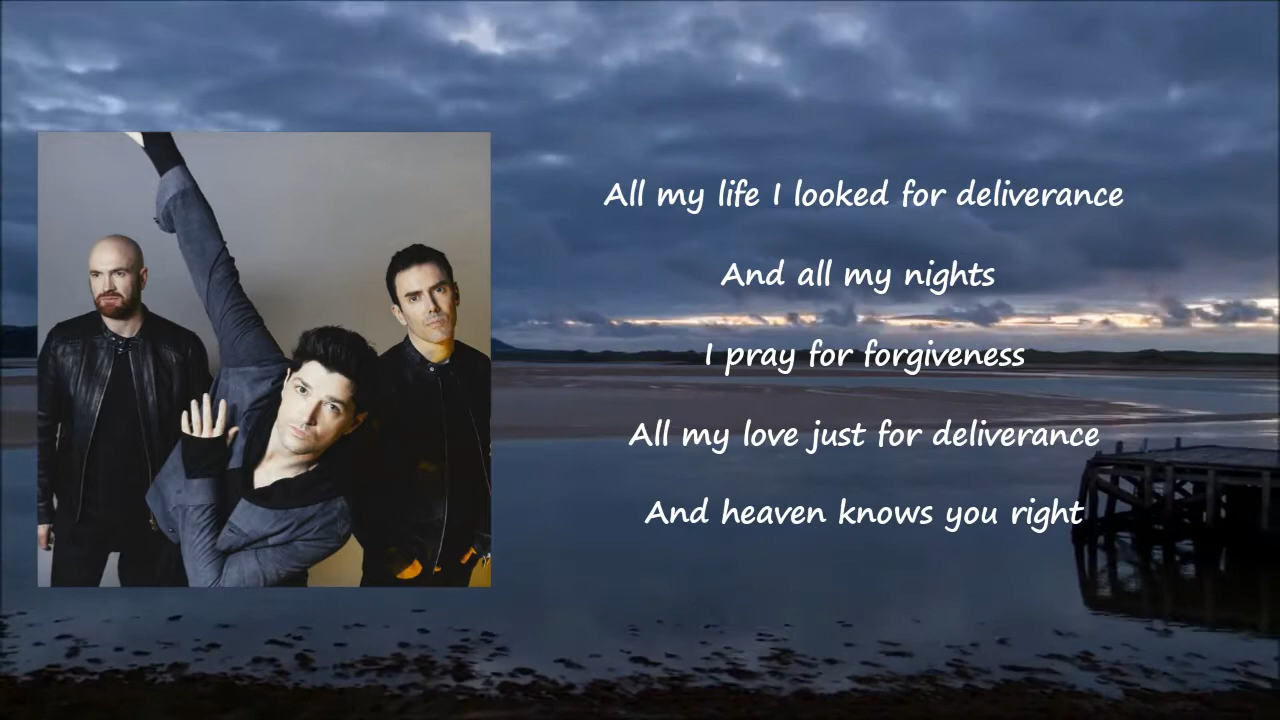 All my life I looked for deliverance
And all my nights
I pray for forgiveness
All my love just for deliverance
And heaven knows you right